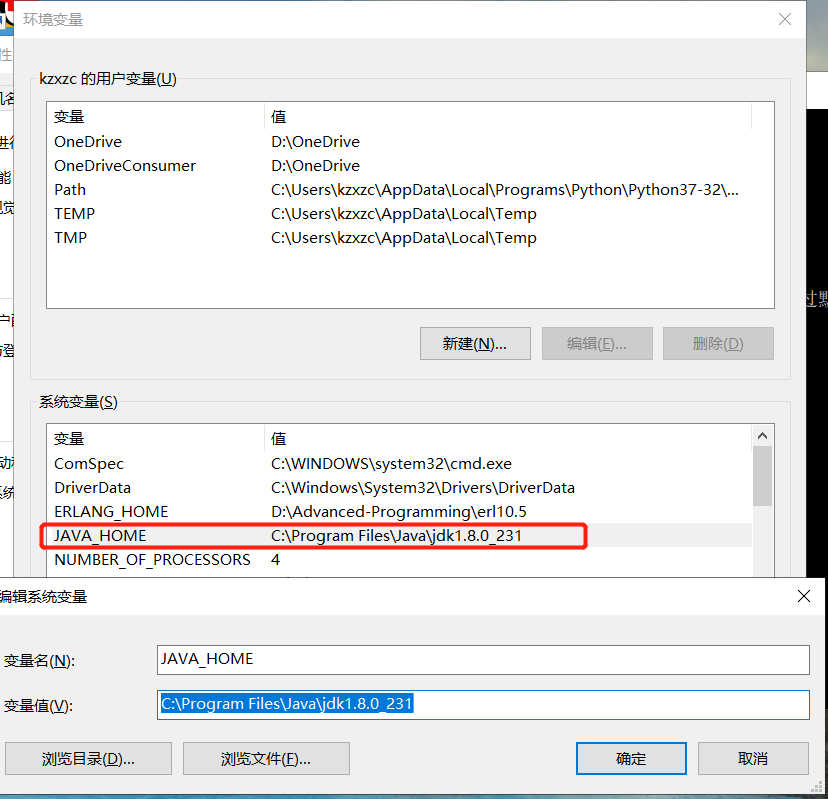 环境变量
kzxzc 的用户变量(U)
变量 值
OneDrive D:\OneDrive
OneDriveConsumer D:\OneDrive
Path C:\Users\kzxzc\AppData\Local\Programs\Python\Python37-32\...
TEMP C:\Users\kzxzc\AppData\Local\Temp
TMP C:\Users\kzxzc\AppData\Local\Temp
新建(N)... 编辑(E)... 删除(D)
系统变量(S)
变量 值
ComSpec C:\WINDOWS\system32\cmd.exe
DriverData C:\Windows\System32\Drivers\DriverData
ERLANG_HOME D:\Advanced-Programming\erl10.5
JAVA_HOME C:\Program Files\Java\jdk1.8.0_231
NUMBER_OF_PROCESSORS 4
编辑系统变量
变量名(N): JAVA_HOME
变量值(V): C:\Program Files\Java\jdk1.8.0_231
浏览目录(D)... 浏览文件(F)... 确定 取消